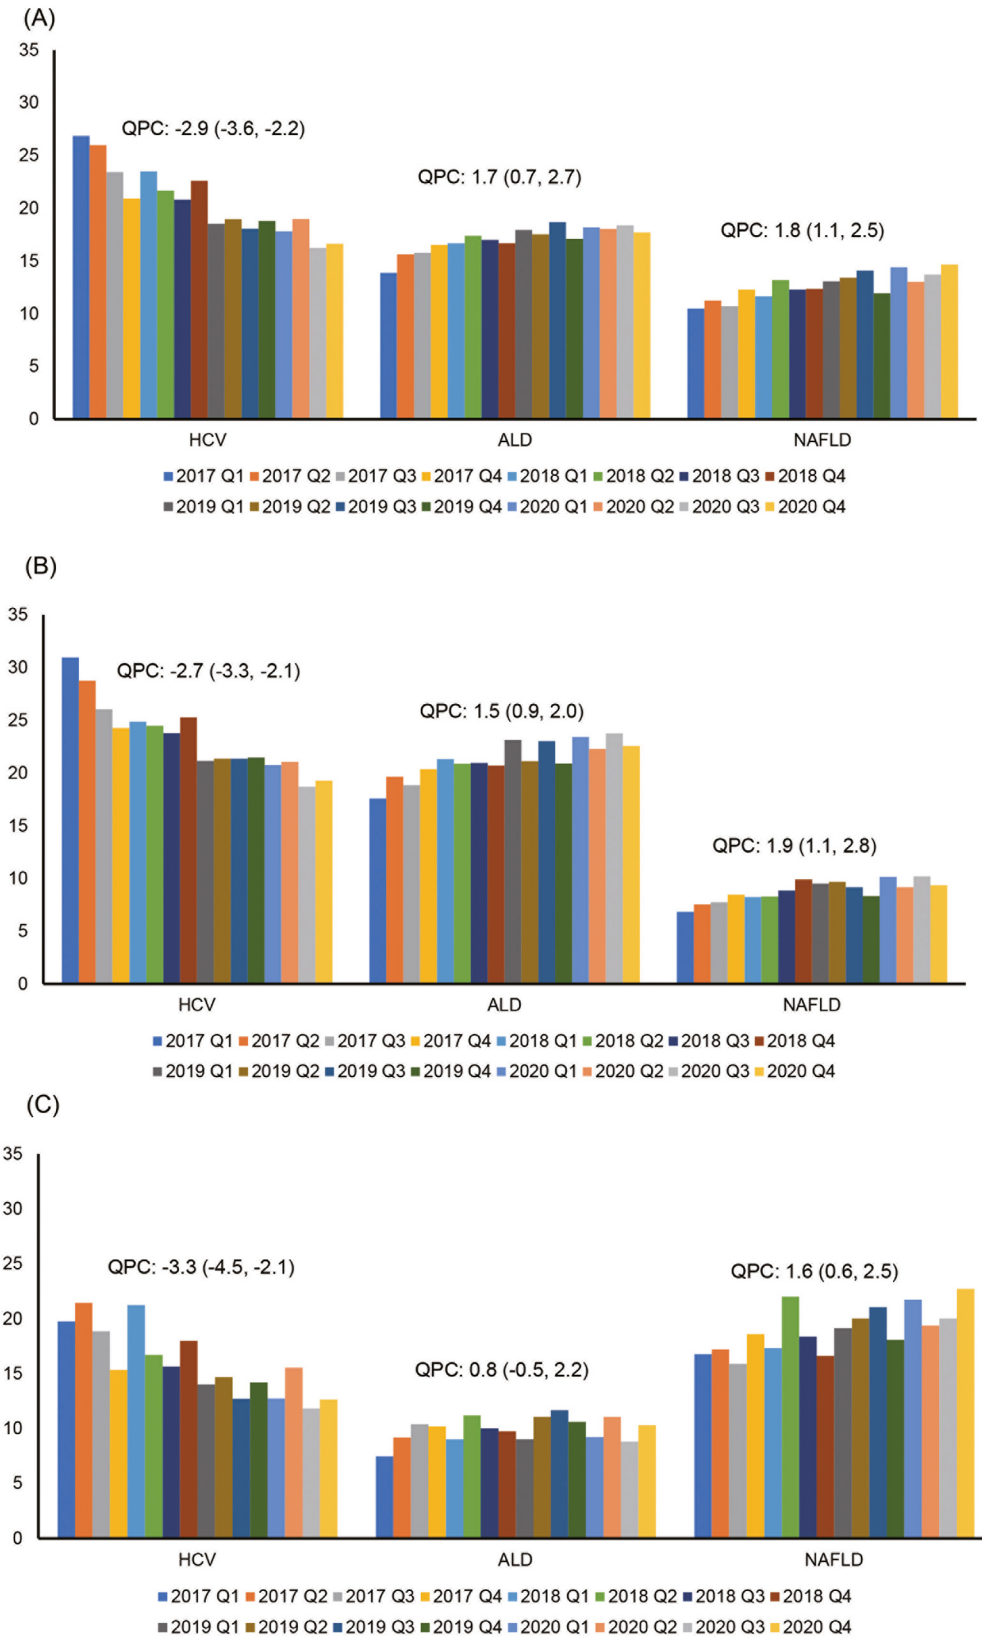 (A)
35
30
QPC: -2.9 (-3.6, -2.2)
25
QPC: 1.7 (0.7, 2.7)
20
QPC: 1.8 (1.1, 2.5)
15
10
5
0
HCV ALD NAFLD
2017 Q1 2017 Q2 2017 Q3 2017 Q4 2018 Q1 2018 Q2 2018 Q3 2018 Q4
2019 Q1 2019 Q2 2019 Q3 2019 Q4 2020 Q1 2020 Q2 2020 Q3 2020 Q4
(B)
35
30
QPC: -2.7 (-3.3, -2.1)
25
QPC: 1.5 (0.9, 2.0)
20
15
QPC: 1.9 (1.1, 2.8)
10
5
0
HCV ALD NAFLD
2017 Q1 2017 Q2 2017 Q3 2017 Q4 2018 Q1 2018 Q2 2018 Q3 2018 Q4
2019 Q1 2019 Q2 2019 Q3 2019 Q4 2020 Q1 2020 Q2 2020 Q3 2020 Q4
(C)
35
30
25
QPC: -3.3 (-4.5, -2.1)
QPC: 1.6 (0.6, 2.5)
20
15
QPC: 0.8 (-0.5, 2.2)
10
5
0
HCV ALD NAFLD
2017 Q1 2017 Q2 2017 Q3 2017 Q4 2018 Q1 2018 Q2 2018 Q3 2018 Q4
2019 Q1 2019 Q2 2019 Q3 2019 Q4 2020 Q1 2020 Q2 2020 Q3 2020 Q4